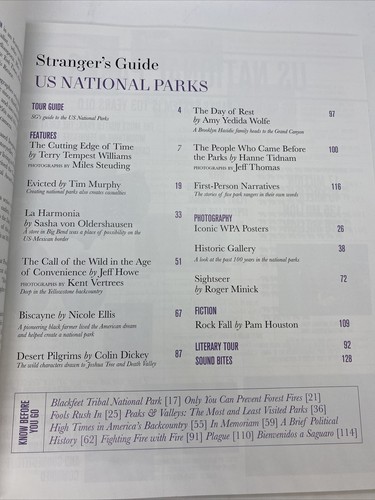 Stranger's Guide
US NATIONAL PARKS
TOUR GUIDE 4
SG's guide to the US National Parks
FEATURES
The Cutting Edge of Time 7
by Terry Tempest Williams
PHOTOGRAPHS BY Miles Steuding
Evicted by Tim Murphy 19
Creating national parks also creates casualties
La Harmonia 33
by Sasha von Oldershausen
A store in Big Bend was a place of possibility on the
US-Mexican border
The Call of the Wild in the Age 51
of Convenience by Jeff Howe
PHOTOGRAPHS BY Kent Vertrees
Deep in the Yellowstone backcountry
Biscayne by Nicole Ellis 67
A pioneering black farmer lived the American dream
and helped create a national park
Desert Pilgrims by Colin Dickey 87
The wild characters drawn to Joshua Tree and Death Valley
The Day of Rest 97
by Amy Yedida Wolfe
A Brooklyn Hasidic family heads to the Grand Canyon
The People Who Came Before 100
the Parks by Hanne Tidnam
PHOTOGRAPHS BY Jeff Thomas
First-Person Narratives 116
The stories of five park rangers in their own words
PHOTOGRAPHY
Iconic WPA Posters 26
Historic Gallery 38
A look at the past 100 years in the national parks
Sightseer 72
by Roger Minick
FICTION
Rock Fall by Pam Houston 109
LITERARY TOUR 92
SOUND BITES 128
KNOW BEFORE
YOU GO
Blackfeet Tribal National Park [17] Only You Can Prevent Forest Fires [21]
Fools Rush In [25] Peaks & Valleys: The Most and Least Visited Parks [36]
High Times in America's Backcountry [55] In Memoriam [59] A Brief Political
History [62] Fighting Fire with Fire [91] Plague [110] Bienvenidos a Saguaro [114]